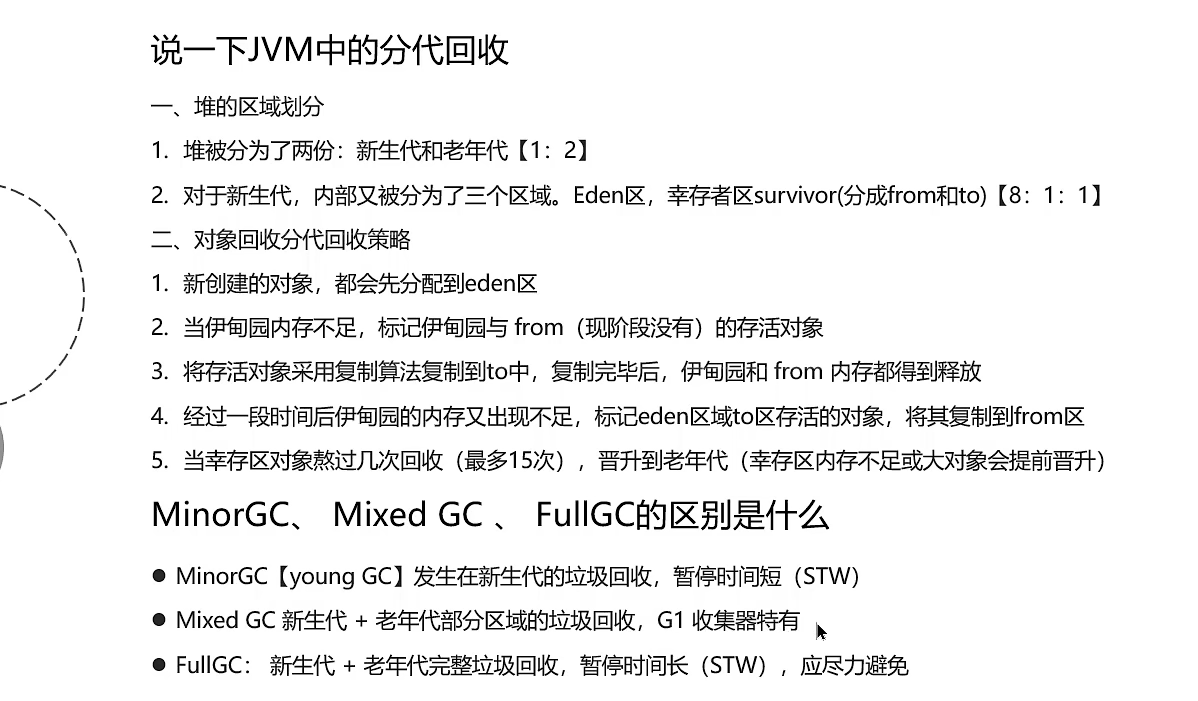 说一下JVM中的分代回收
一、堆的区域划分
1. 堆被分为了两份：新生代和老年代【1：2】
2. 对于新生代，内部又被分为了三个区域。Eden区，幸存者区survivor(分成from和to)【8：1：1】
二、对象回收分代回收策略
1. 新创建的对象，都会先分配到eden区
2. 当伊甸园内存不足，标记伊甸园与 from（现阶段没有）的存活对象
3. 将存活对象采用复制算法复制到to中，复制完毕后，伊甸园和 from 内存都得到释放
4. 经过一段时间后伊甸园的内存又出现不足，标记eden区域to区存活的对象，将其复制到from区
5. 当幸存区对象熬过几次回收（最多15次），晋升到老年代（幸存区内存不足或大对象会提前晋升）
MinorGC、 Mixed GC 、 FullGC的区别是什么
● MinorGC【young GC】发生在新生代的垃圾回收，暂停时间短（STW）
● Mixed GC 新生代 + 老年代部分区域的垃圾回收，G1 收集器特有
● FullGC： 新生代 + 老年代完整垃圾回收，暂停时间长（STW），应尽力避免